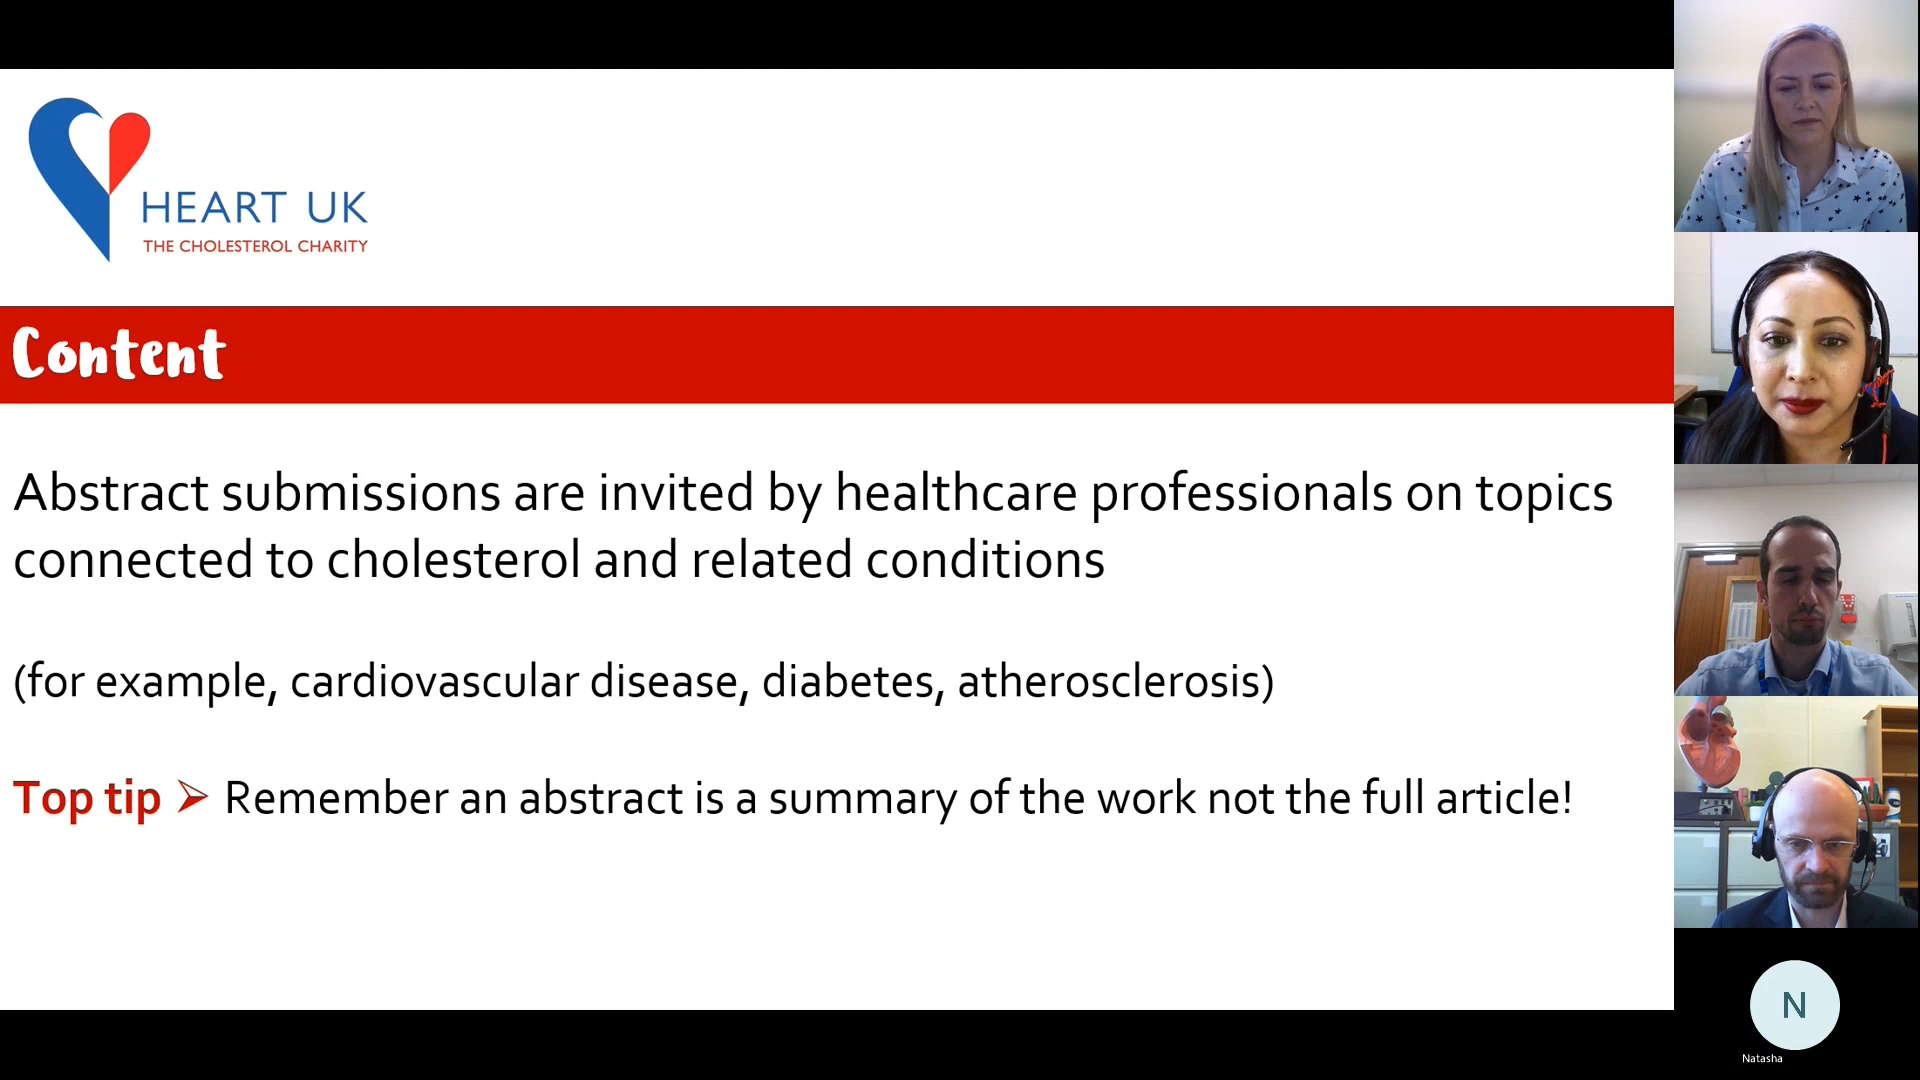 HEART UK
THE CHOLESTEROL CHARITY
Content
Abstract submissions are invited by healthcare professionals on topics
connected to cholesterol and related conditions
(for example, cardiovascular disease, diabetes, atherosclerosis)
Top tip ➢ Remember an abstract is a summary of the work not the full article!
N
Natasha